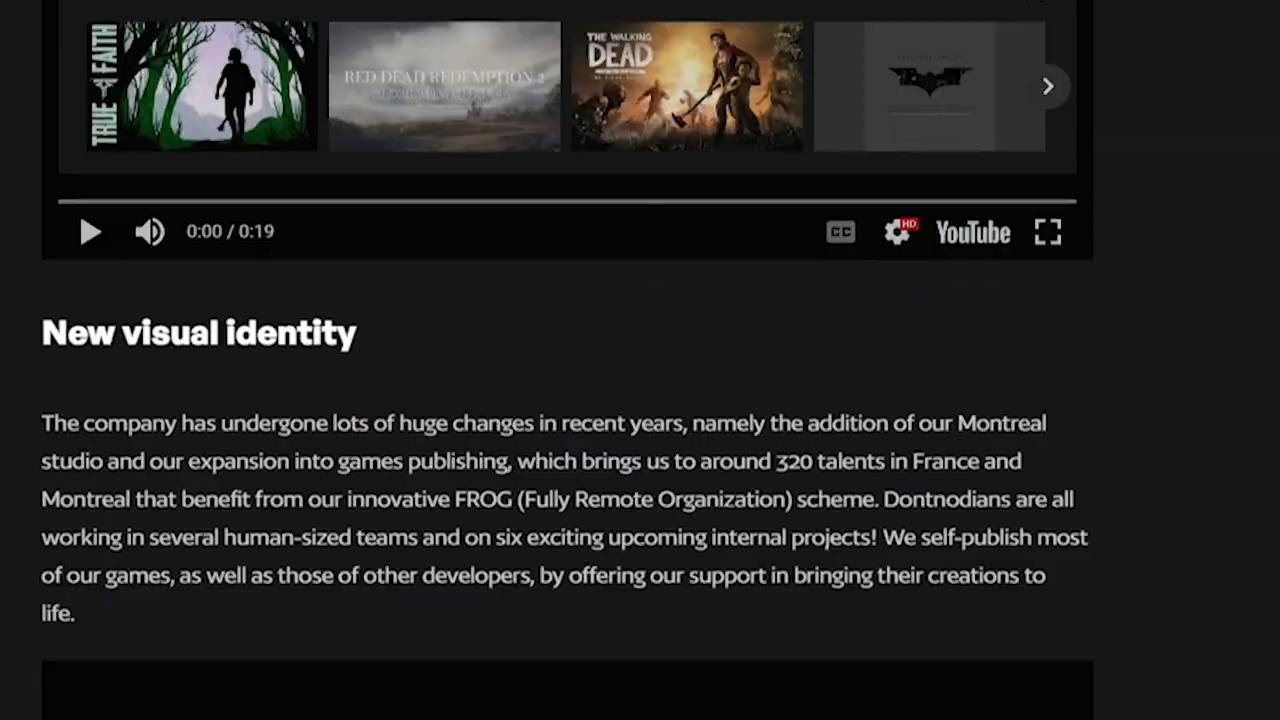 TRUE FAITH
RED DEAD REDEMPTION 2
THE WALKING
DEAD
0:00 / 0:19
CC
HD
YouTube
New visual identity
The company has undergone lots of huge changes in recent years, namely the addition of our Montreal
studio and our expansion into games publishing, which brings us to around 320 talents in France and
Montreal that benefit from our innovative FROG (Fully Remote Organization) scheme. Dontnodians are all
working in several human-sized teams and on six exciting upcoming internal projects! We self-publish most
of our games, as well as those of other developers, by offering our support in bringing their creations to
life.